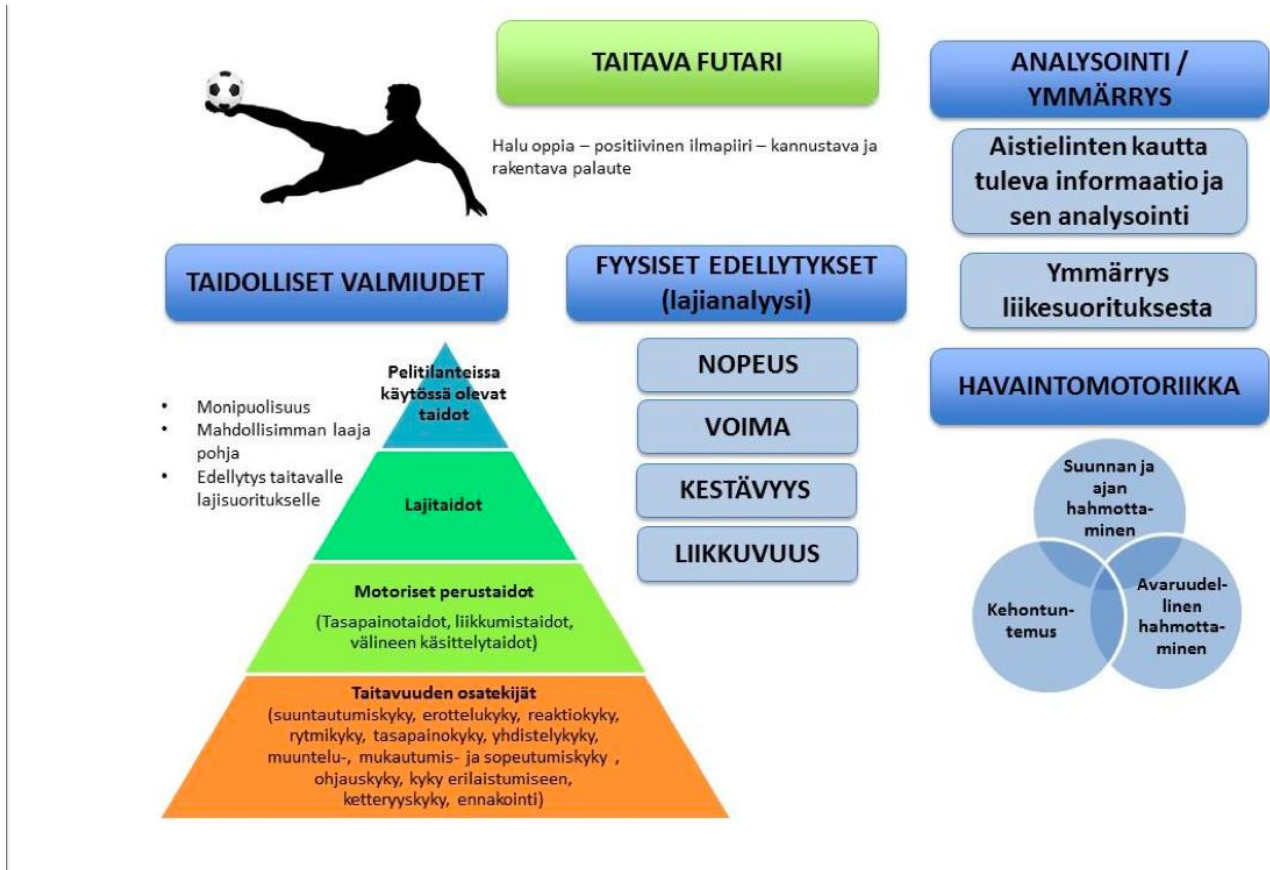 TAITAVA FUTARI
Halu oppia – positiivinen ilmapiiri – kannustava ja
rakentava palaute
TAIDOLLISET VALMIUDET
• Monipuolisuus
• Mahdollisimman laaja
pohja
• Edellytys taitavalle
lajisuoritukselle
Pelitilanteissa
käytössä olevat
taidot
Lajitaidot
Motoriset perustaidot
(Tasapainotaidot, liikkumistaidot,
välineen käsittelytaidot)
Taitavuuden osatekijät
(suuntautumiskyky, erottelukyky, reaktiokyky,
rytmikyky, tasapainokyky, yhdistelykyky,
muuntelu-, mukautumis- ja sopeutumiskyky ,
ohjauskyky, kyky erilaistumiseen,
ketteryyskyky, ennakointi)
FYYSISET EDELLYTYKSET
(lajianalyysi)
NOPEUS
VOIMA
KESTÄVYYS
LIIKKUVUUS
ANALYSOINTI /
YMMÄRRYS
Aistielinten kautta
tuleva informaatio ja
sen analysointi
Ymmärrys
liikesuorituksesta
HAVAINTOMOTORIIKKA
Suunnan ja
ajan
hahmotta-
minen
Kehontun-
temus
Avaruudel-
linen
hahmotta-
minen